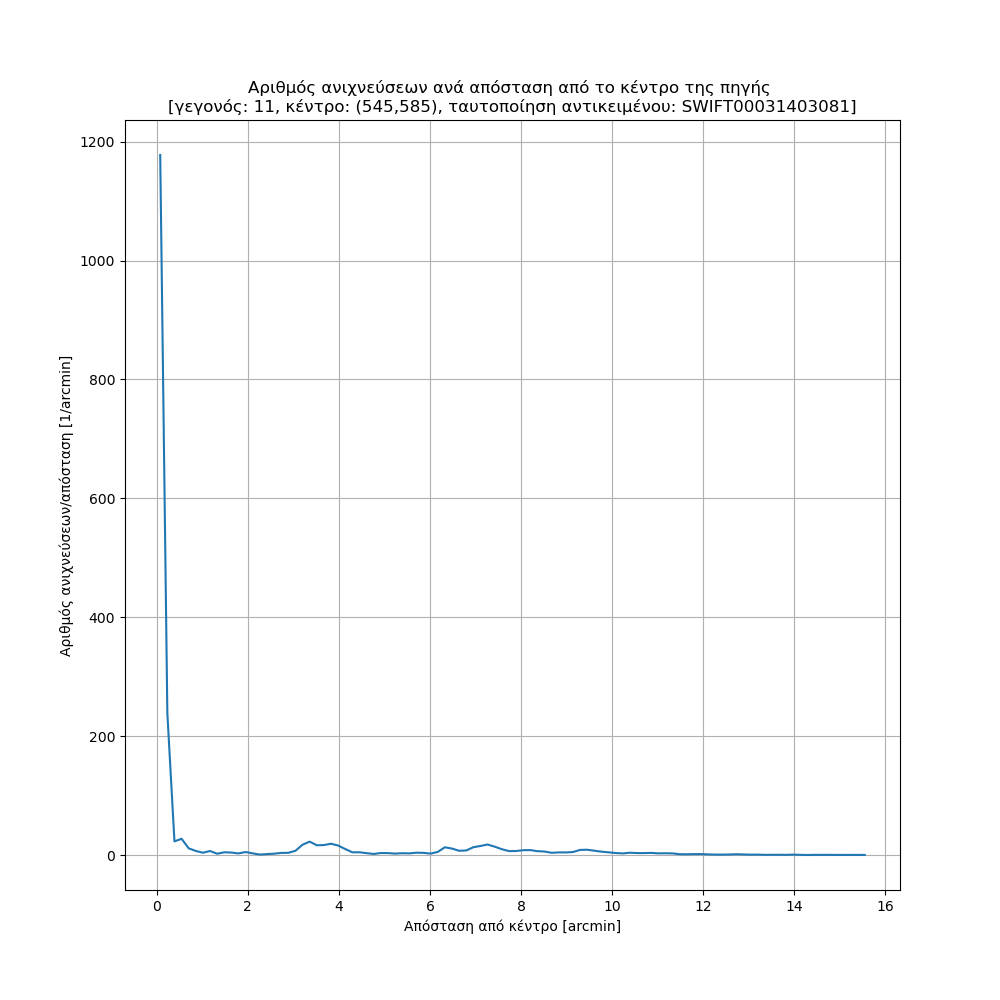 Αριθμός ανιχνεύσεων ανά απόσταση από το κέντρο της πηγής
[γεγονός: 11, κέντρο: (545,585), ταυτοποίηση αντικειμένου: SWIFT00031403081]
Αριθμός ανιχνεύσεων/απόσταση [1/arcmin]
1200
1000
800
600
400
200
0
0 2 4 6 8 10 12 14 16
Απόσταση από κέντρο [arcmin]